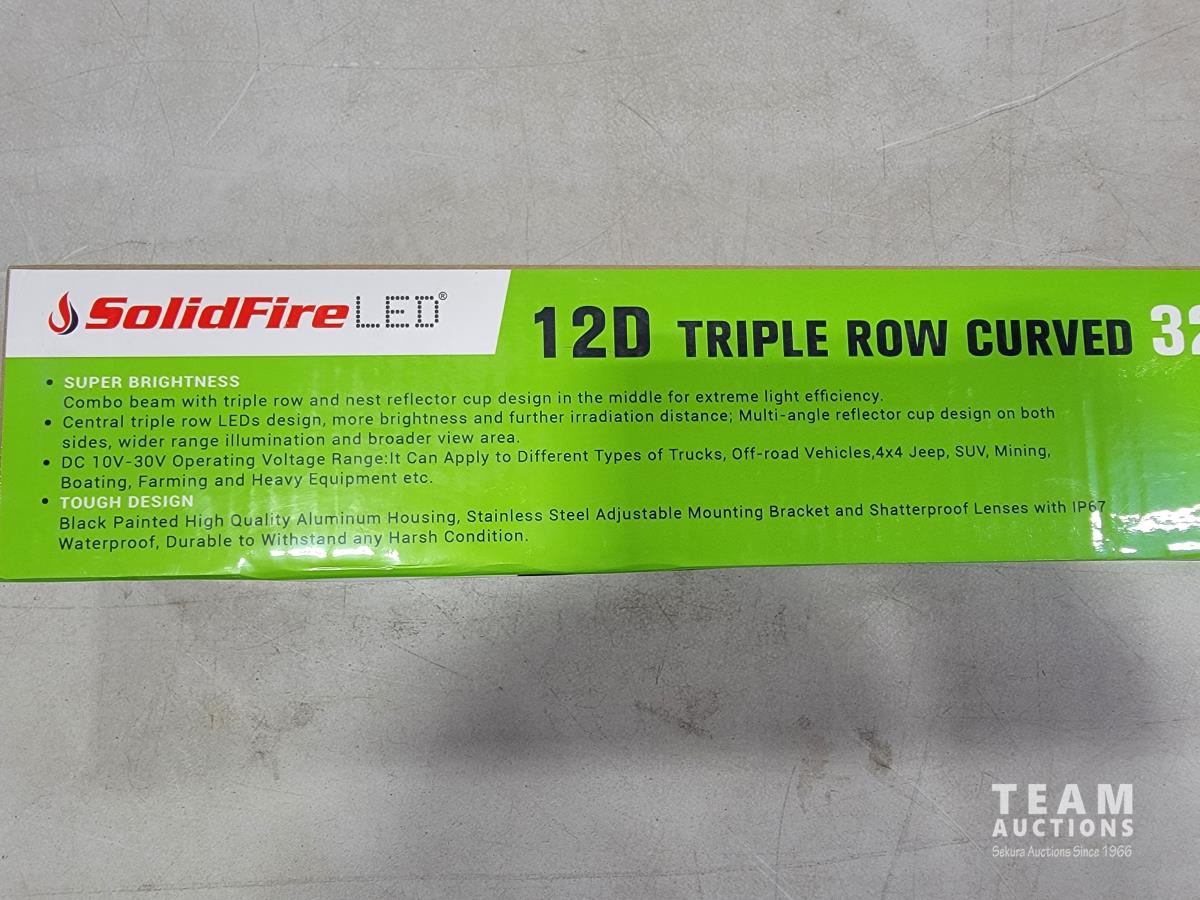 SolidFire LED®
12D TRIPLE ROW CURVED 32
• SUPER BRIGHTNESS
Combo beam with triple row and nest reflector cup design in the middle for extreme light efficiency.
• Central triple row LEDs design, more brightness and further irradiation distance; Multi-angle reflector cup design on both
sides, wider range illumination and broader view area.
• DC 10V-30V Operating Voltage Range:It Can Apply to Different Types of Trucks, Off-road Vehicles,4x4 Jeep, SUV, Mining,
Boating, Farming and Heavy Equipment etc.
• TOUGH DESIGN
Black Painted High Quality Aluminum Housing, Stainless Steel Adjustable Mounting Bracket and Shatterproof Lenses with IP67
Waterproof, Durable to Withstand any Harsh Condition.
TEAM
AUCTIONS
Sekura Auctions Since 1966